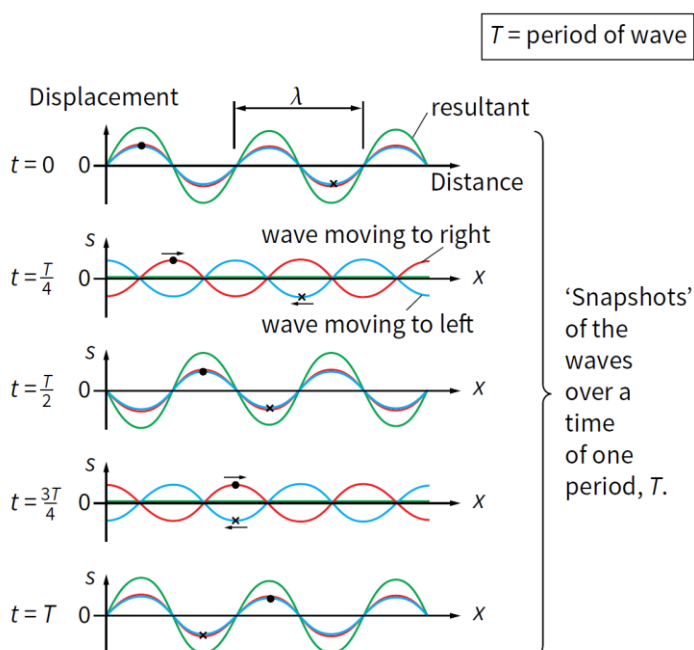 T = period of wave
Displacement
λ
resultant
t = 0
0
Distance
s
wave moving to right
t = T/4
0
x
wave moving to left
‘Snapshots’
of the
waves
over a
time
of one
period, T.
s
t = T/2
0
x
s
t = 3T/4
0
x
s
t = T
0
x